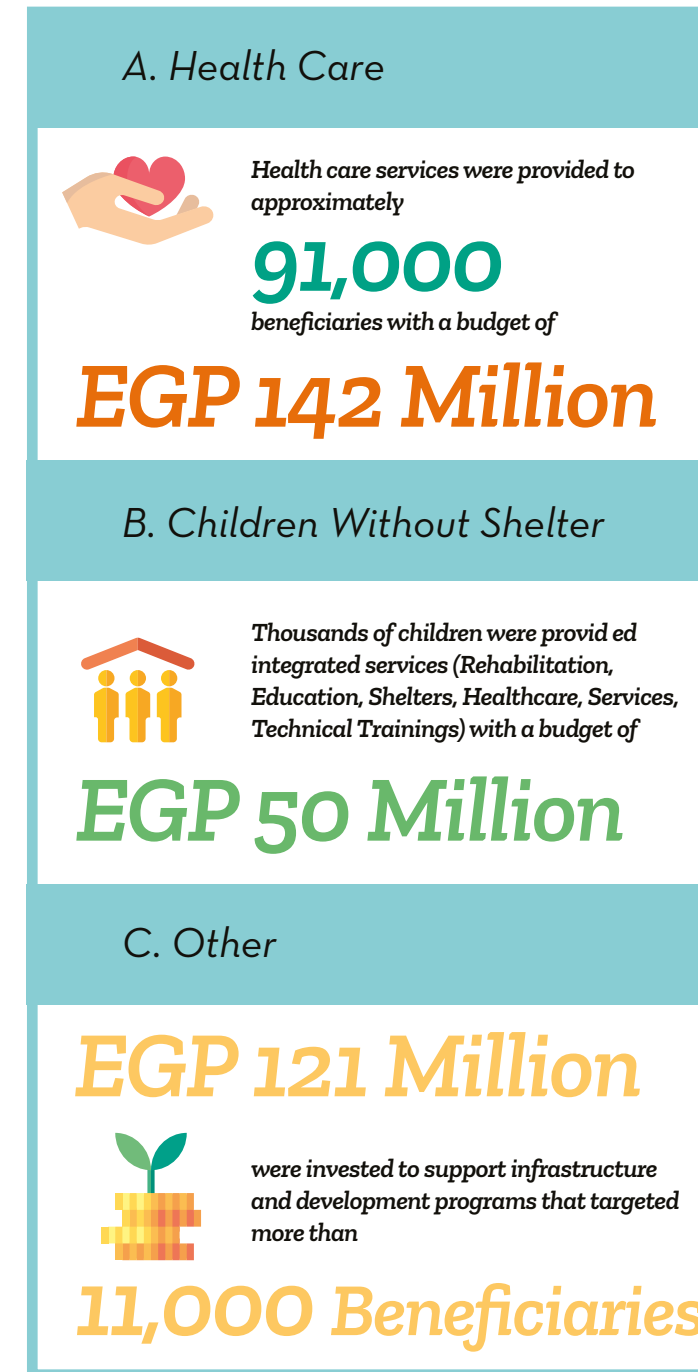 A. Health Care
Health care services were provided to
approximately
91,000
beneficiaries with a budget of
EGP 142 Million
B. Children Without Shelter
Thousands of children were provid ed
integrated services (Rehabilitation,
Education, Shelters, Healthcare, Services,
Technical Trainings) with a budget of
EGP 50 Million
C. Other
EGP 121 Million
were invested to support infrastructure
and development programs that targeted
more than
11,000 Beneficiaries